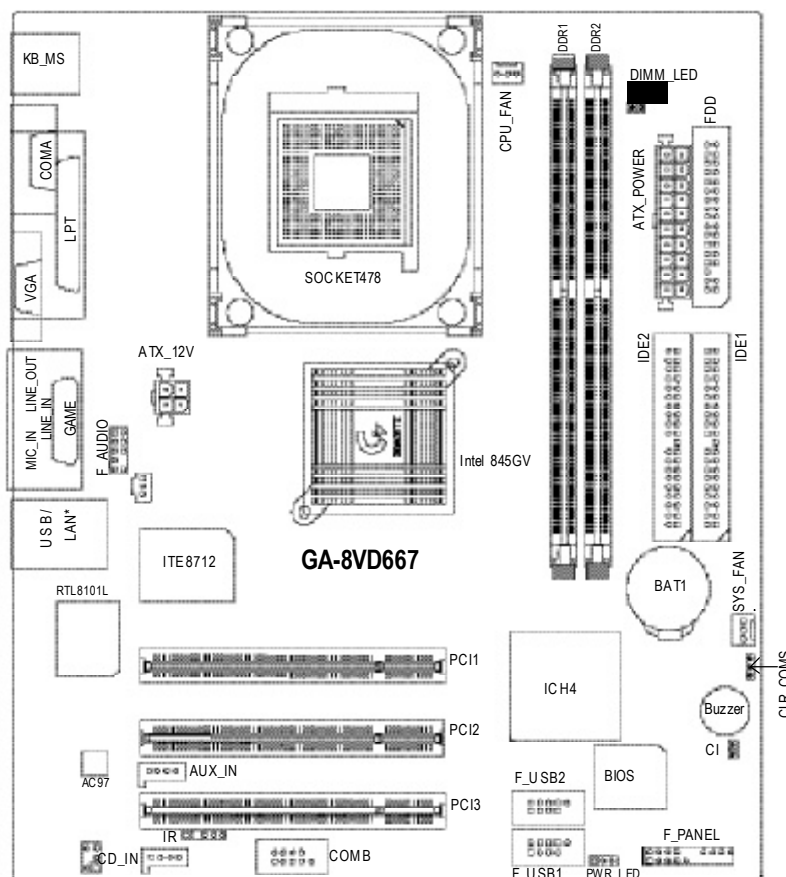 KB_MS
COMA
LPT
VGA
CPU_FAN
DDR1
DDR2
DIMM_LED
FDD
ATX_POWER
SOCKET478
IDE2
IDE1
ATX_12V
MIC_IN
LINE_OUT
LINE_IN
GAME
F_AUDIO
GIGABYTE
Intel 845GV
USB/
LAN*
ITE8712
GA-8VD667
BAT1
SYS_FAN
RTL8101L
PCI1
ICH4
CLR_COMS
Buzzer
PCI2
CI
AC97
AUX_IN
F_USB2
BIOS
PCI3
IR
CD_IN
COMB
F_USB1
PWR_LED
F_PANEL